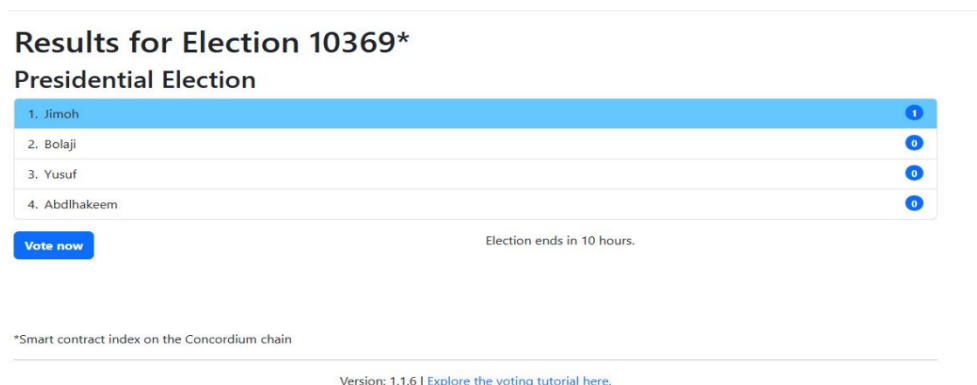 Results for Election 10369*
Presidential Election
1. Jimoh 1
2. Bolaji 0
3. Yusuf 0
4. Abdlhakeem 0
Vote now Election ends in 10 hours.
*Smart contract index on the Concordium chain
Version: 1.1.6 | Explore the voting tutorial here.